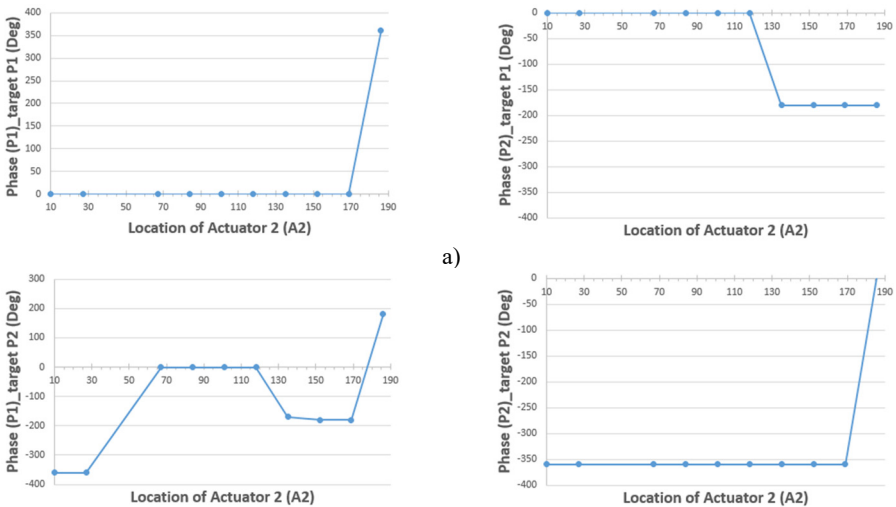 Phase (P1)_target P1 (Deg)
400
350
300
250
200
150
100
50
0
10 30 50 70 90 110 130 150 170 190
Location of Actuator 2 (A2)
Phase (P2)_target P1 (Deg)
0
-50
-100
-150
-200
-250
-300
-350
-400
10 30 50 70 90 110 130 150 170 190
Location of Actuator 2 (A2)
a)
Phase (P1)_target P2 (Deg)
300
200
100
0
-100
-200
-300
-400
10 30 50 70 90 110 130 150 170 190
Location of Actuator 2 (A2)
Phase (P2)_target P2 (Deg)
0
-50
-100
-150
-200
-250
-300
-350
-400
10 30 50 70 90 110 130 150 170 190
Location of Actuator 2 (A2)